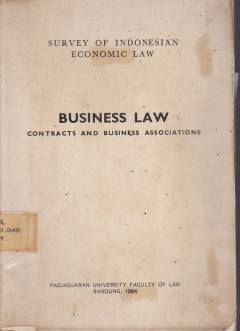 SURVEY OF INDONESIAN
ECONOMIC LAW
BUSINESS LAW
CONTRACTS AND BUSINESS ASSOCIATIONS
PADJADJARAN UNIVERSITY FACULTY OF LAW
BANDUNG, 1984